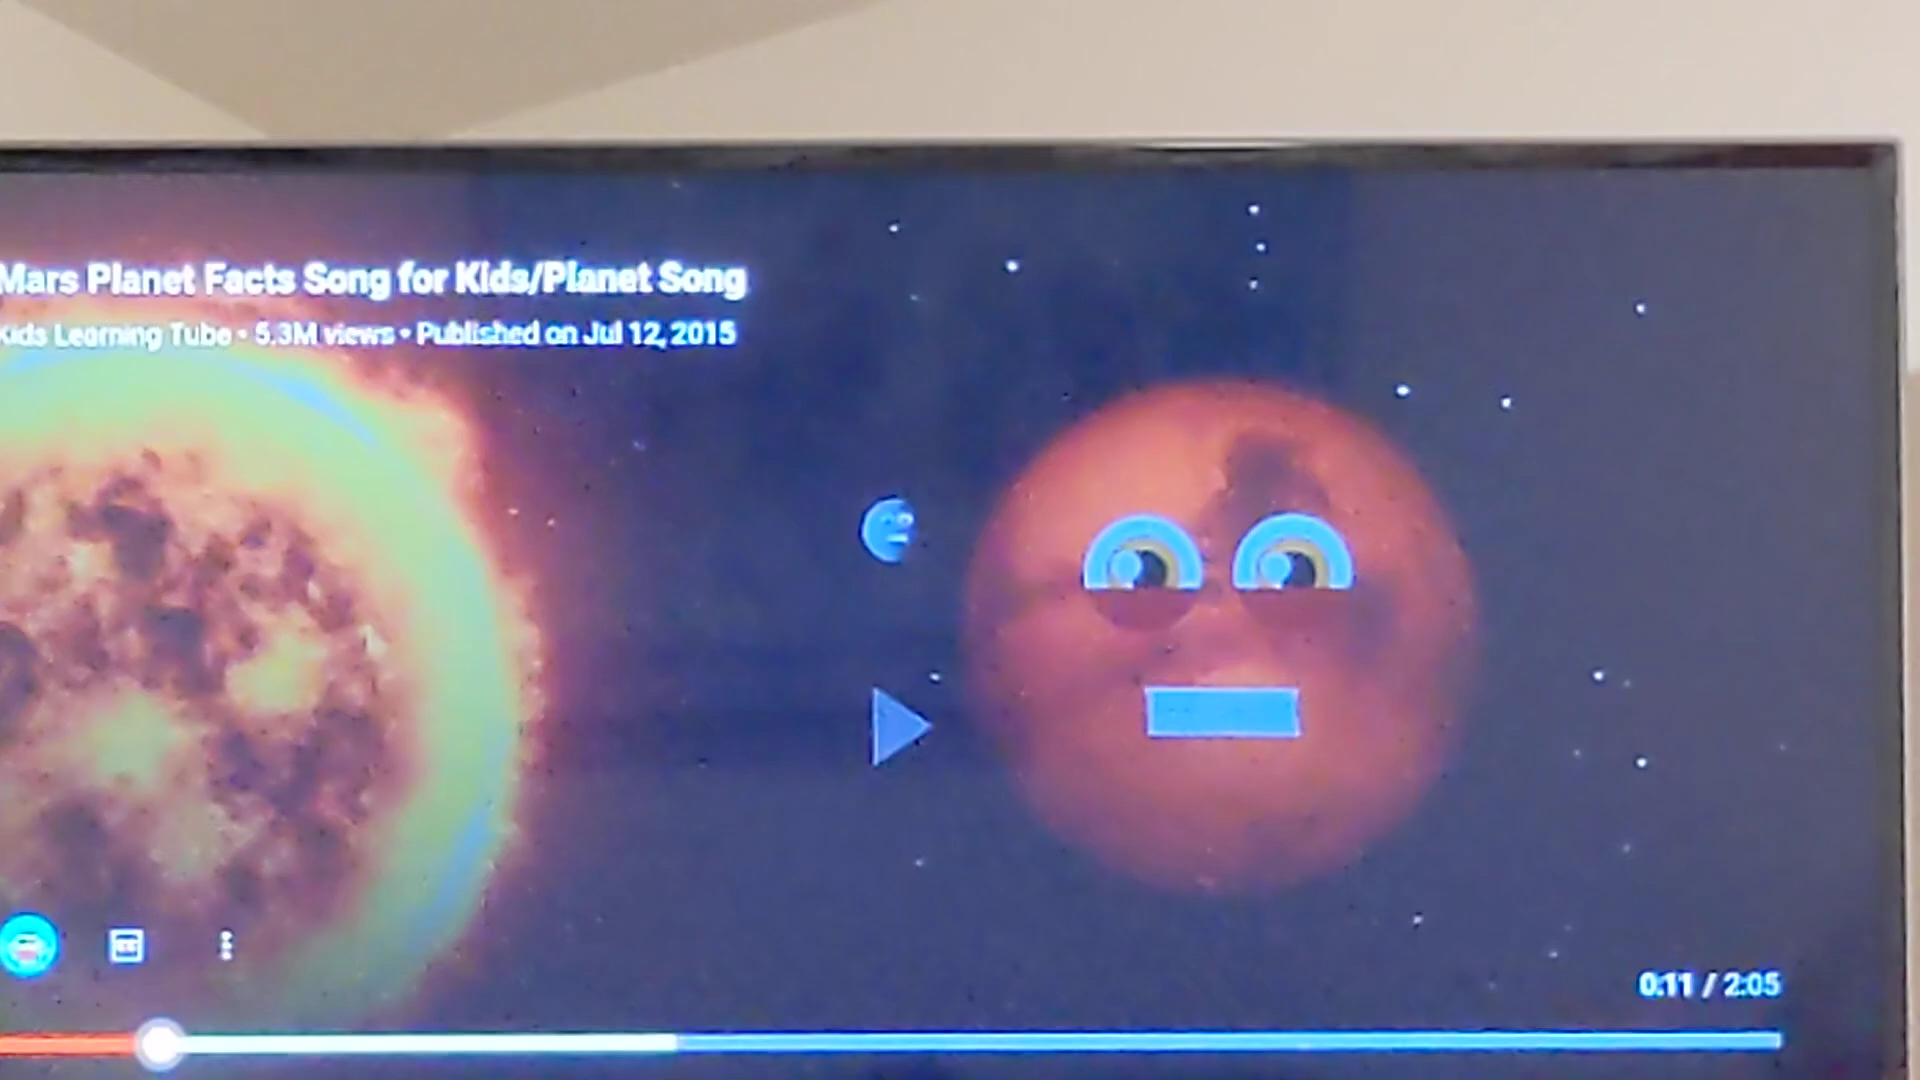 Mars Planet Facts Song for Kids/Planet Song
Kids Learning Tube • 5.3M views • Published on Jul 12, 2015
CC
0:11 / 2:05